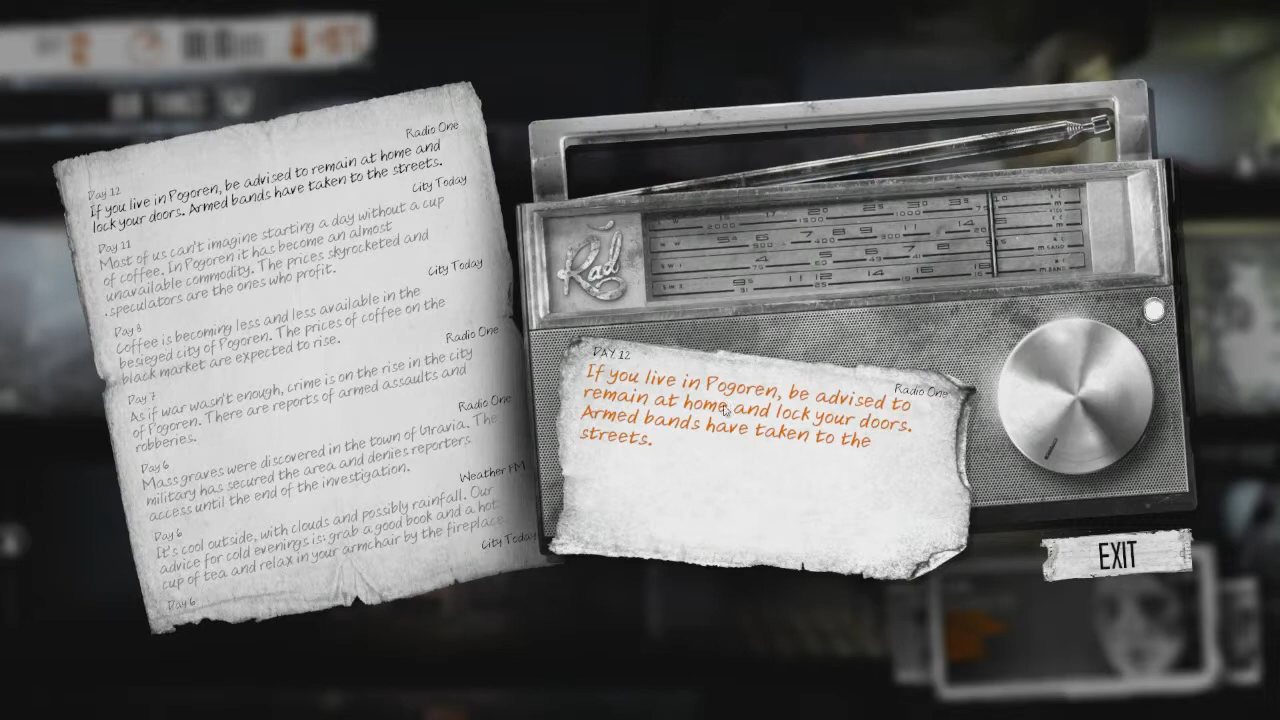 Radio One
Day 12
If you live in Pogoren, be advised to remain at home and
lock your doors. Armed bands have taken to the streets.
City Today
Day 11
Most of us can't imagine starting a day without a cup
of coffee. In Pogoren it has become an almost
unavailable commodity. The prices skyrocketed and
speculators are the ones who profit.
City Today
Day 8
Coffee is becoming less and less available in the
besieged city of Pogoren. The prices of coffee on the
black market are expected to rise.
Radio One
Day 7
As if war wasn't enough, crime is on the rise in the city
of Pogoren. There are reports of armed assaults and
robberies.
Radio One
Day 6
Mass graves were discovered in the town of Uravia. The
military has secured the area and denies reporters
access until the end of the investigation.
Weather FM
Day 6
It's cool outside, with clouds and possibly rainfall. Our
advice for cold evenings is: grab a good book and a hot
cup of tea and relax in your armchair by the fireplace.
City Today
Day 6
Rad
DAY 12
Radio One
If you live in Pogoren, be advised to
remain at home and lock your doors.
Armed bands have taken to the
streets.
EXIT